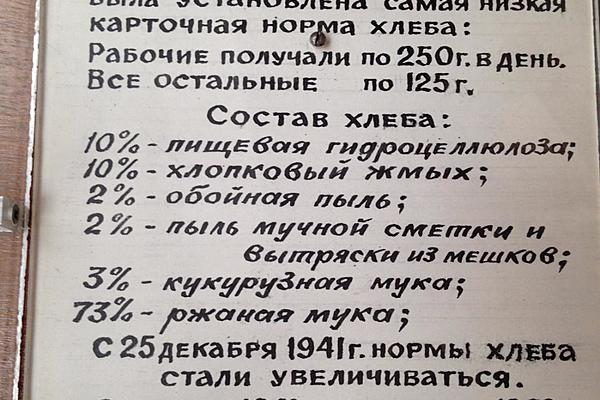 была установлена самая низкая
карточная норма хлеба:
Рабочие получали по 250г. в день.
Все остальные по 125 г.
Состав хлеба:
10% - пищевая гидроцеллюлоза;
10% - хлопковый жмых;
2% - обойная пыль;
2% - пыль мучной сметки и
вытряски из мешков;
3% - кукурузная мука;
73% - ржаная мука;
С 25 декабря 1941г. нормы хлеба
стали увеличиваться.